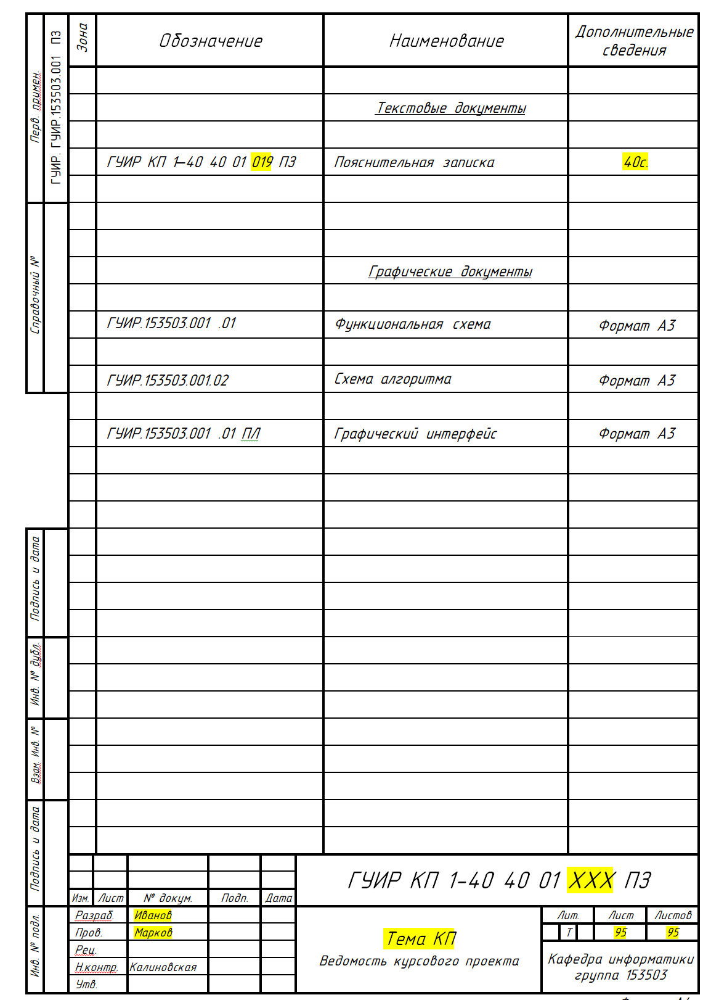 Перв. примен.
ГУИР. ГУИР.153503.001 ПЗ
Зона
Обозначение
Наименование
Дополнительные
сведения
Текстовые документы
ГУИР КП 1–40 40 01 019 ПЗ
Пояснительная записка
40с.
Справочный №
Графические документы
ГУИР.153503.001 .01
Функциональная схема
Формат А3
ГУИР.153503.001.02
Схема алгоритма
Формат А3
ГУИР.153503.001 .01 ПЛ
Графический интерфейс
Формат А3
Подпись и дата
Инв. № дубл.
Взам. Инв. №
Подпись и дата
Инв. № подл.
ГУИР КП 1-40 40 01 XXX ПЗ
Изм.
Лист
№ докум.
Подп.
Дата
Разраб.
Иванов
Пров.
Марков
Рец.
Н.контр.
Калиновская
Утв.
Тема КП
Ведомость курсового проекта
Лит.
Лист
Листов
Т
95
95
Кафедра информатики
группа 153503